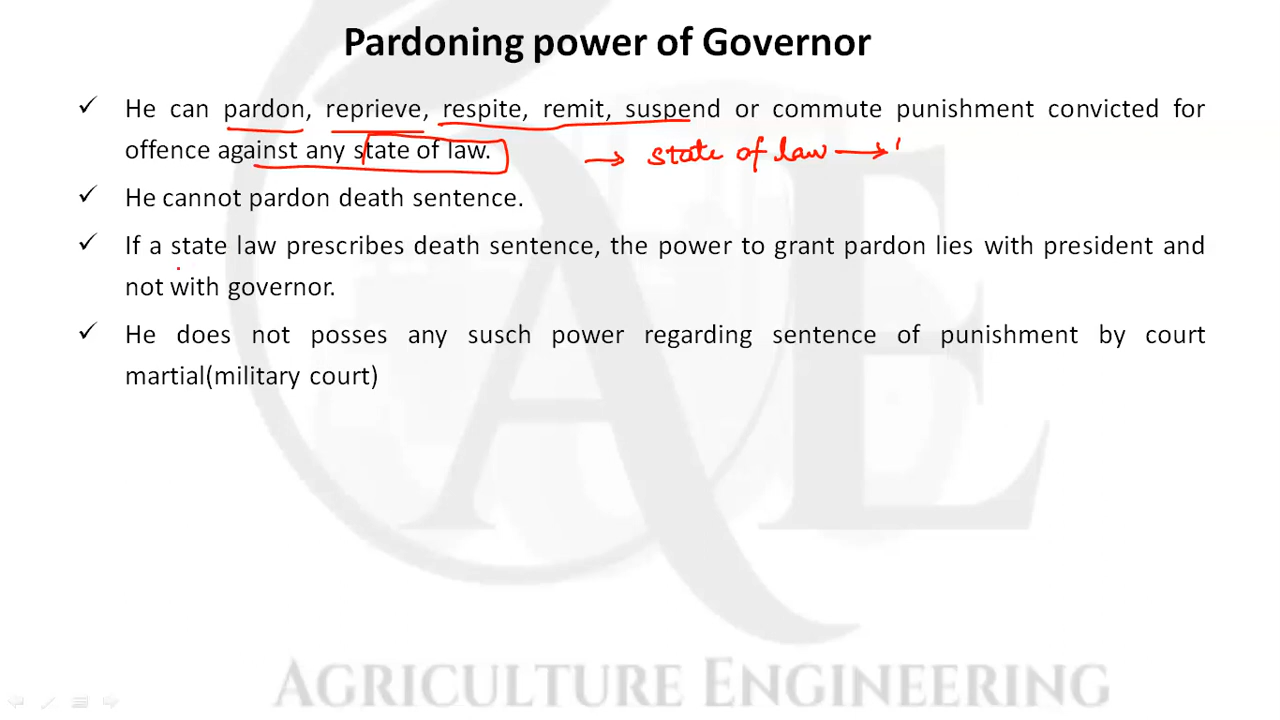 Pardoning power of Governor
✓ He can pardon, reprieve, respite, remit, suspend or commute punishment convicted for
offence against any state of law. → state of law →
✓ He cannot pardon death sentence.
✓ If a state law prescribes death sentence, the power to grant pardon lies with president and
not with governor.
✓ He does not posses any susch power regarding sentence of punishment by court
martial(military court)
AE
AGRICULTURE ENGINEERING